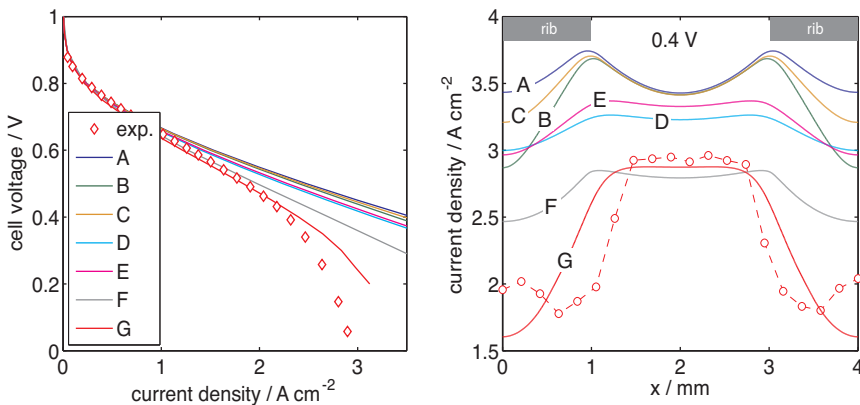 1
0.8
0.6
0.4
0.2
0
cell voltage / V
exp.
A
B
C
D
E
F
G
0
1
2
3
current density / A cm-2
4
3.5
3
2.5
2
1.5
current density / A cm-2
rib
0.4 V
rib
A
C
B
E
D
F
G
0
1
2
3
4
x / mm